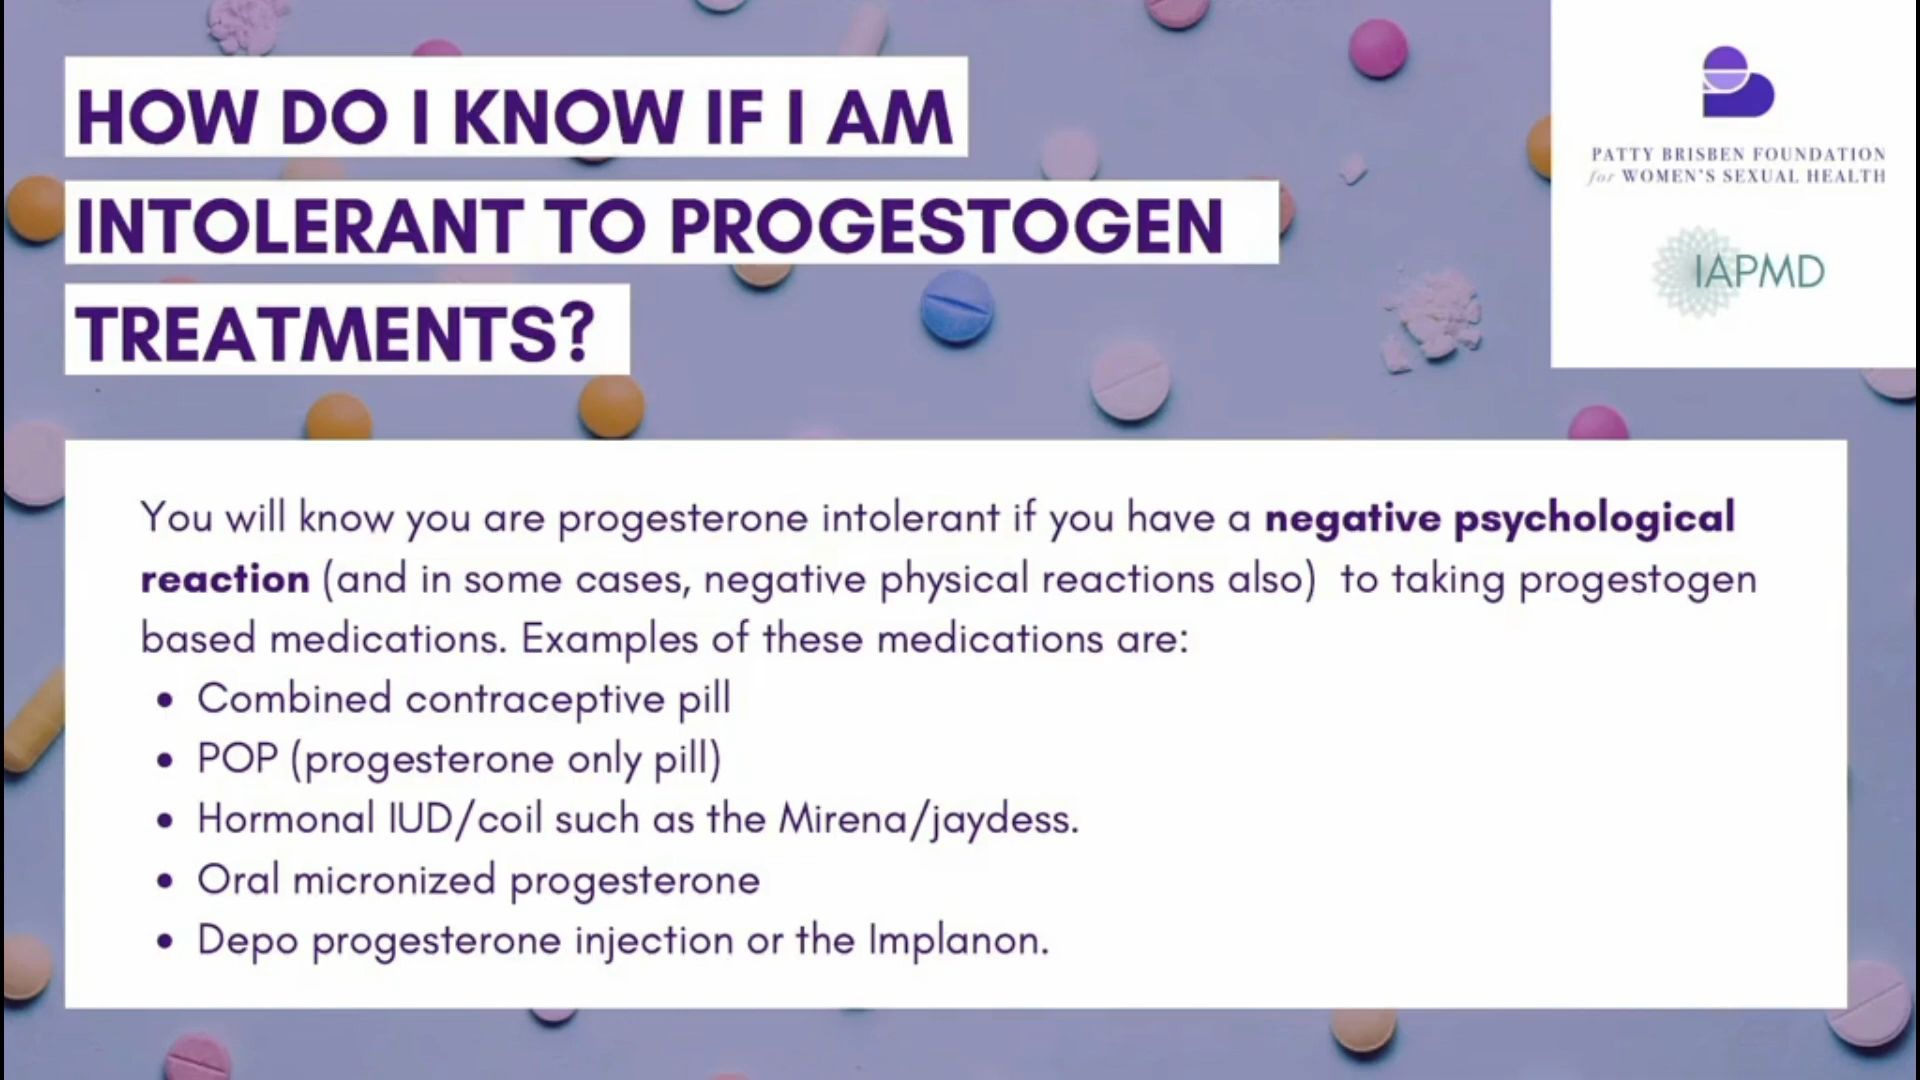 HOW DO I KNOW IF I AM
INTOLERANT TO PROGESTOGEN
TREATMENTS?
PATTY BRISBEN FOUNDATION
for WOMEN'S SEXUAL HEALTH
IAPMD
You will know you are progesterone intolerant if you have a negative psychological
reaction (and in some cases, negative physical reactions also) to taking progestogen
based medications. Examples of these medications are:
• Combined contraceptive pill
• POP (progesterone only pill)
• Hormonal IUD/coil such as the Mirena/jaydess.
• Oral micronized progesterone
• Depo progesterone injection or the Implanon.